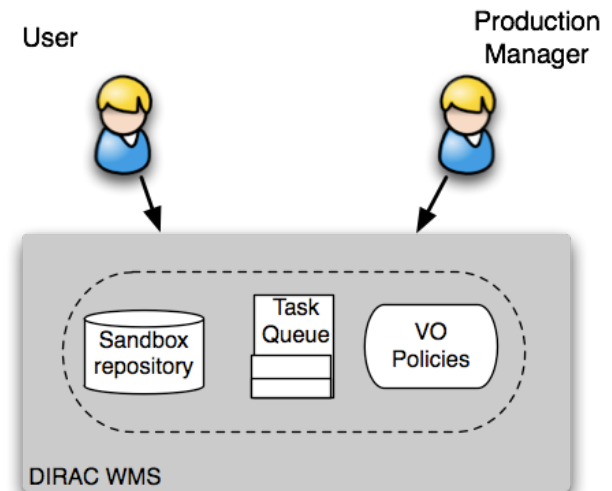 User
Production
Manager
Sandbox
repository
Task
Queue
VO
Policies
DIRAC WMS